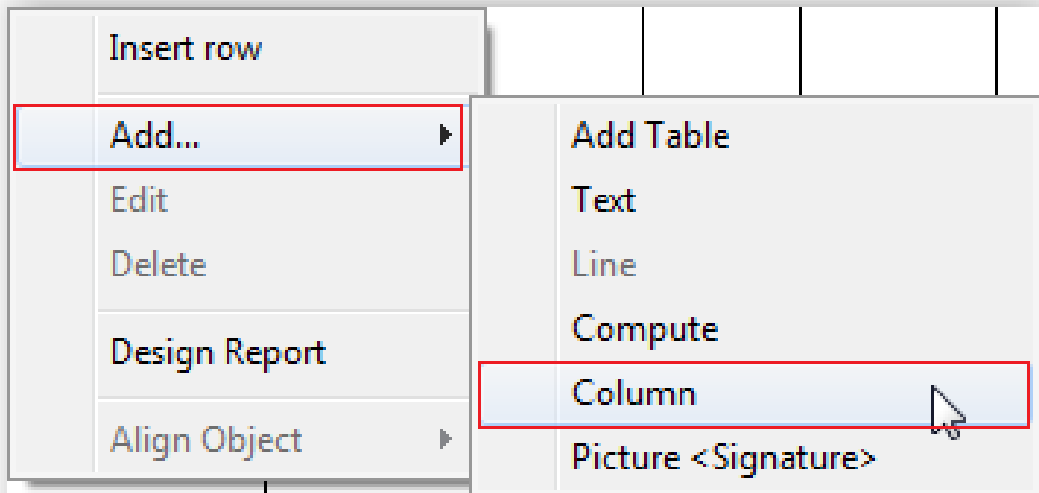 Insert row
Add...
Edit
Delete
Design Report
Align Object
Add Table
Text
Line
Compute
Column
Picture <Signature>